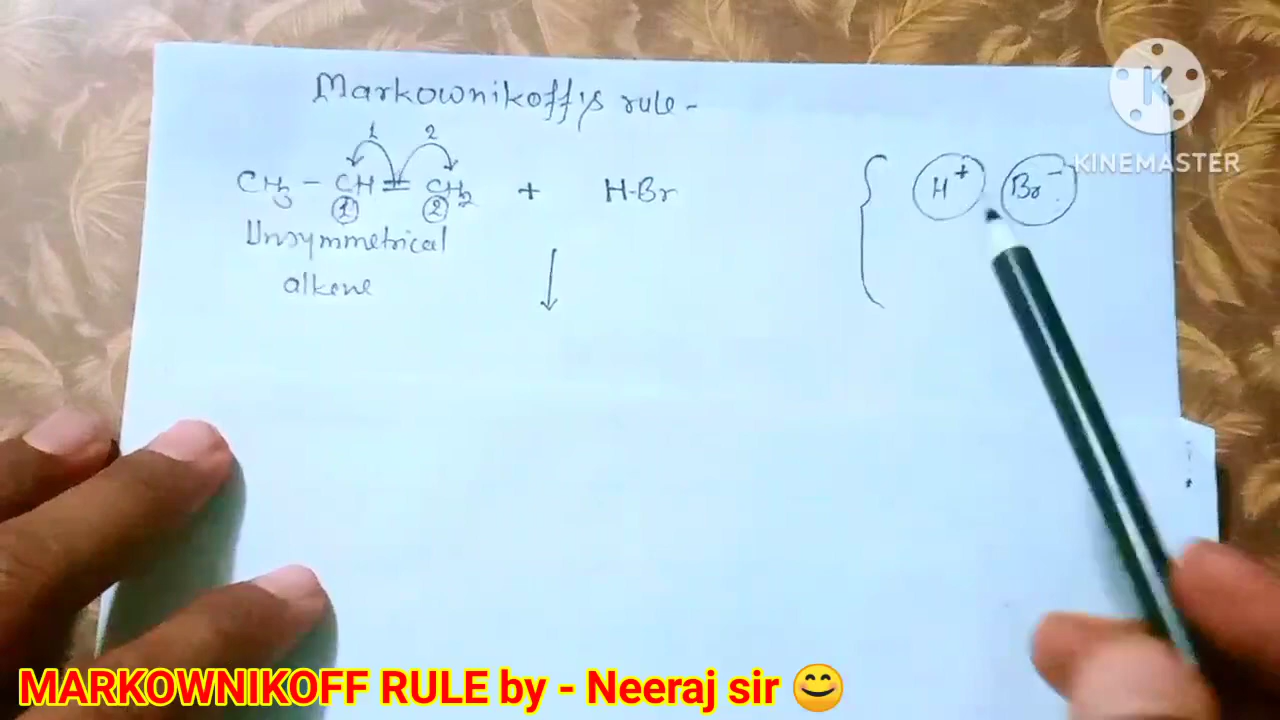 Markownikoff's rule -
1 2
CH3 - CH = CH2 + H-Br
1 2
Unsymmetrical
alkene
{ H+ Br-
K
KINEMASTER
MARKOWNIKOFF RULE by - Neeraj sir 😊